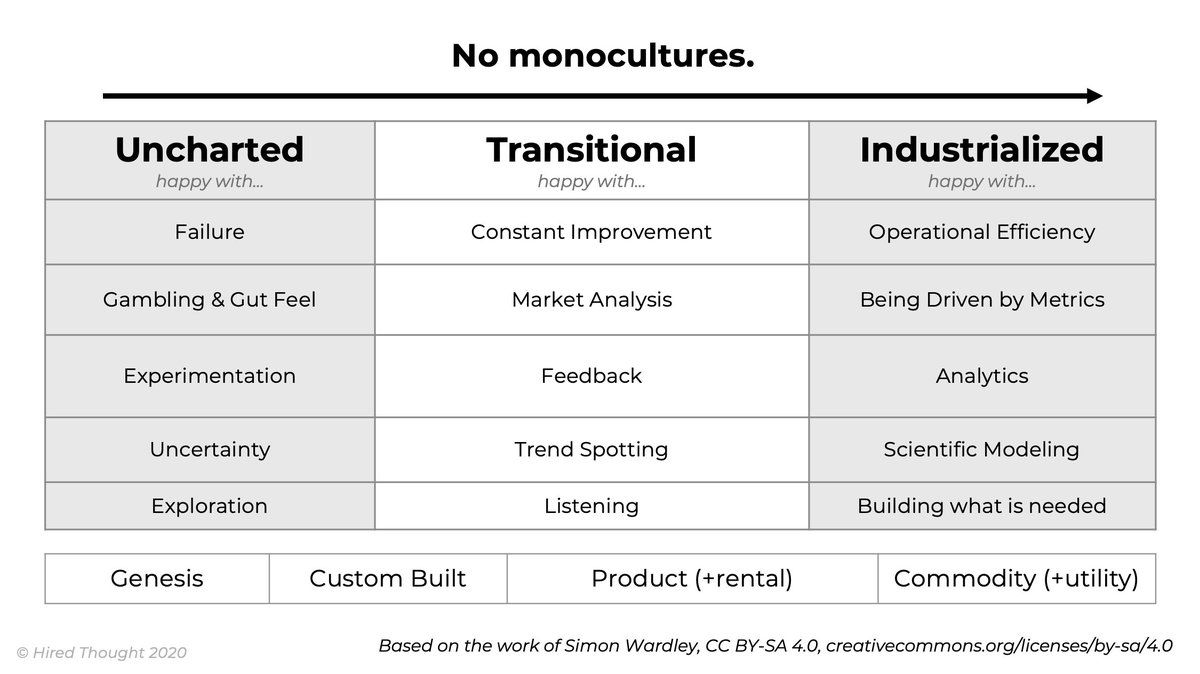 No monocultures.
Uncharted Transitional Industrialized
happy with... happy with... happy with...
Failure Constant Improvement Operational Efficiency
Gambling & Gut Feel Market Analysis Being Driven by Metrics
Experimentation Feedback Analytics
Uncertainty Trend Spotting Scientific Modeling
Exploration Listening Building what is needed
Genesis Custom Built Product (+rental) Commodity (+utility)
© Hired Thought 2020 Based on the work of Simon Wardley, CC BY-SA 4.0, creativecommons.org/licenses/by-sa/4.0